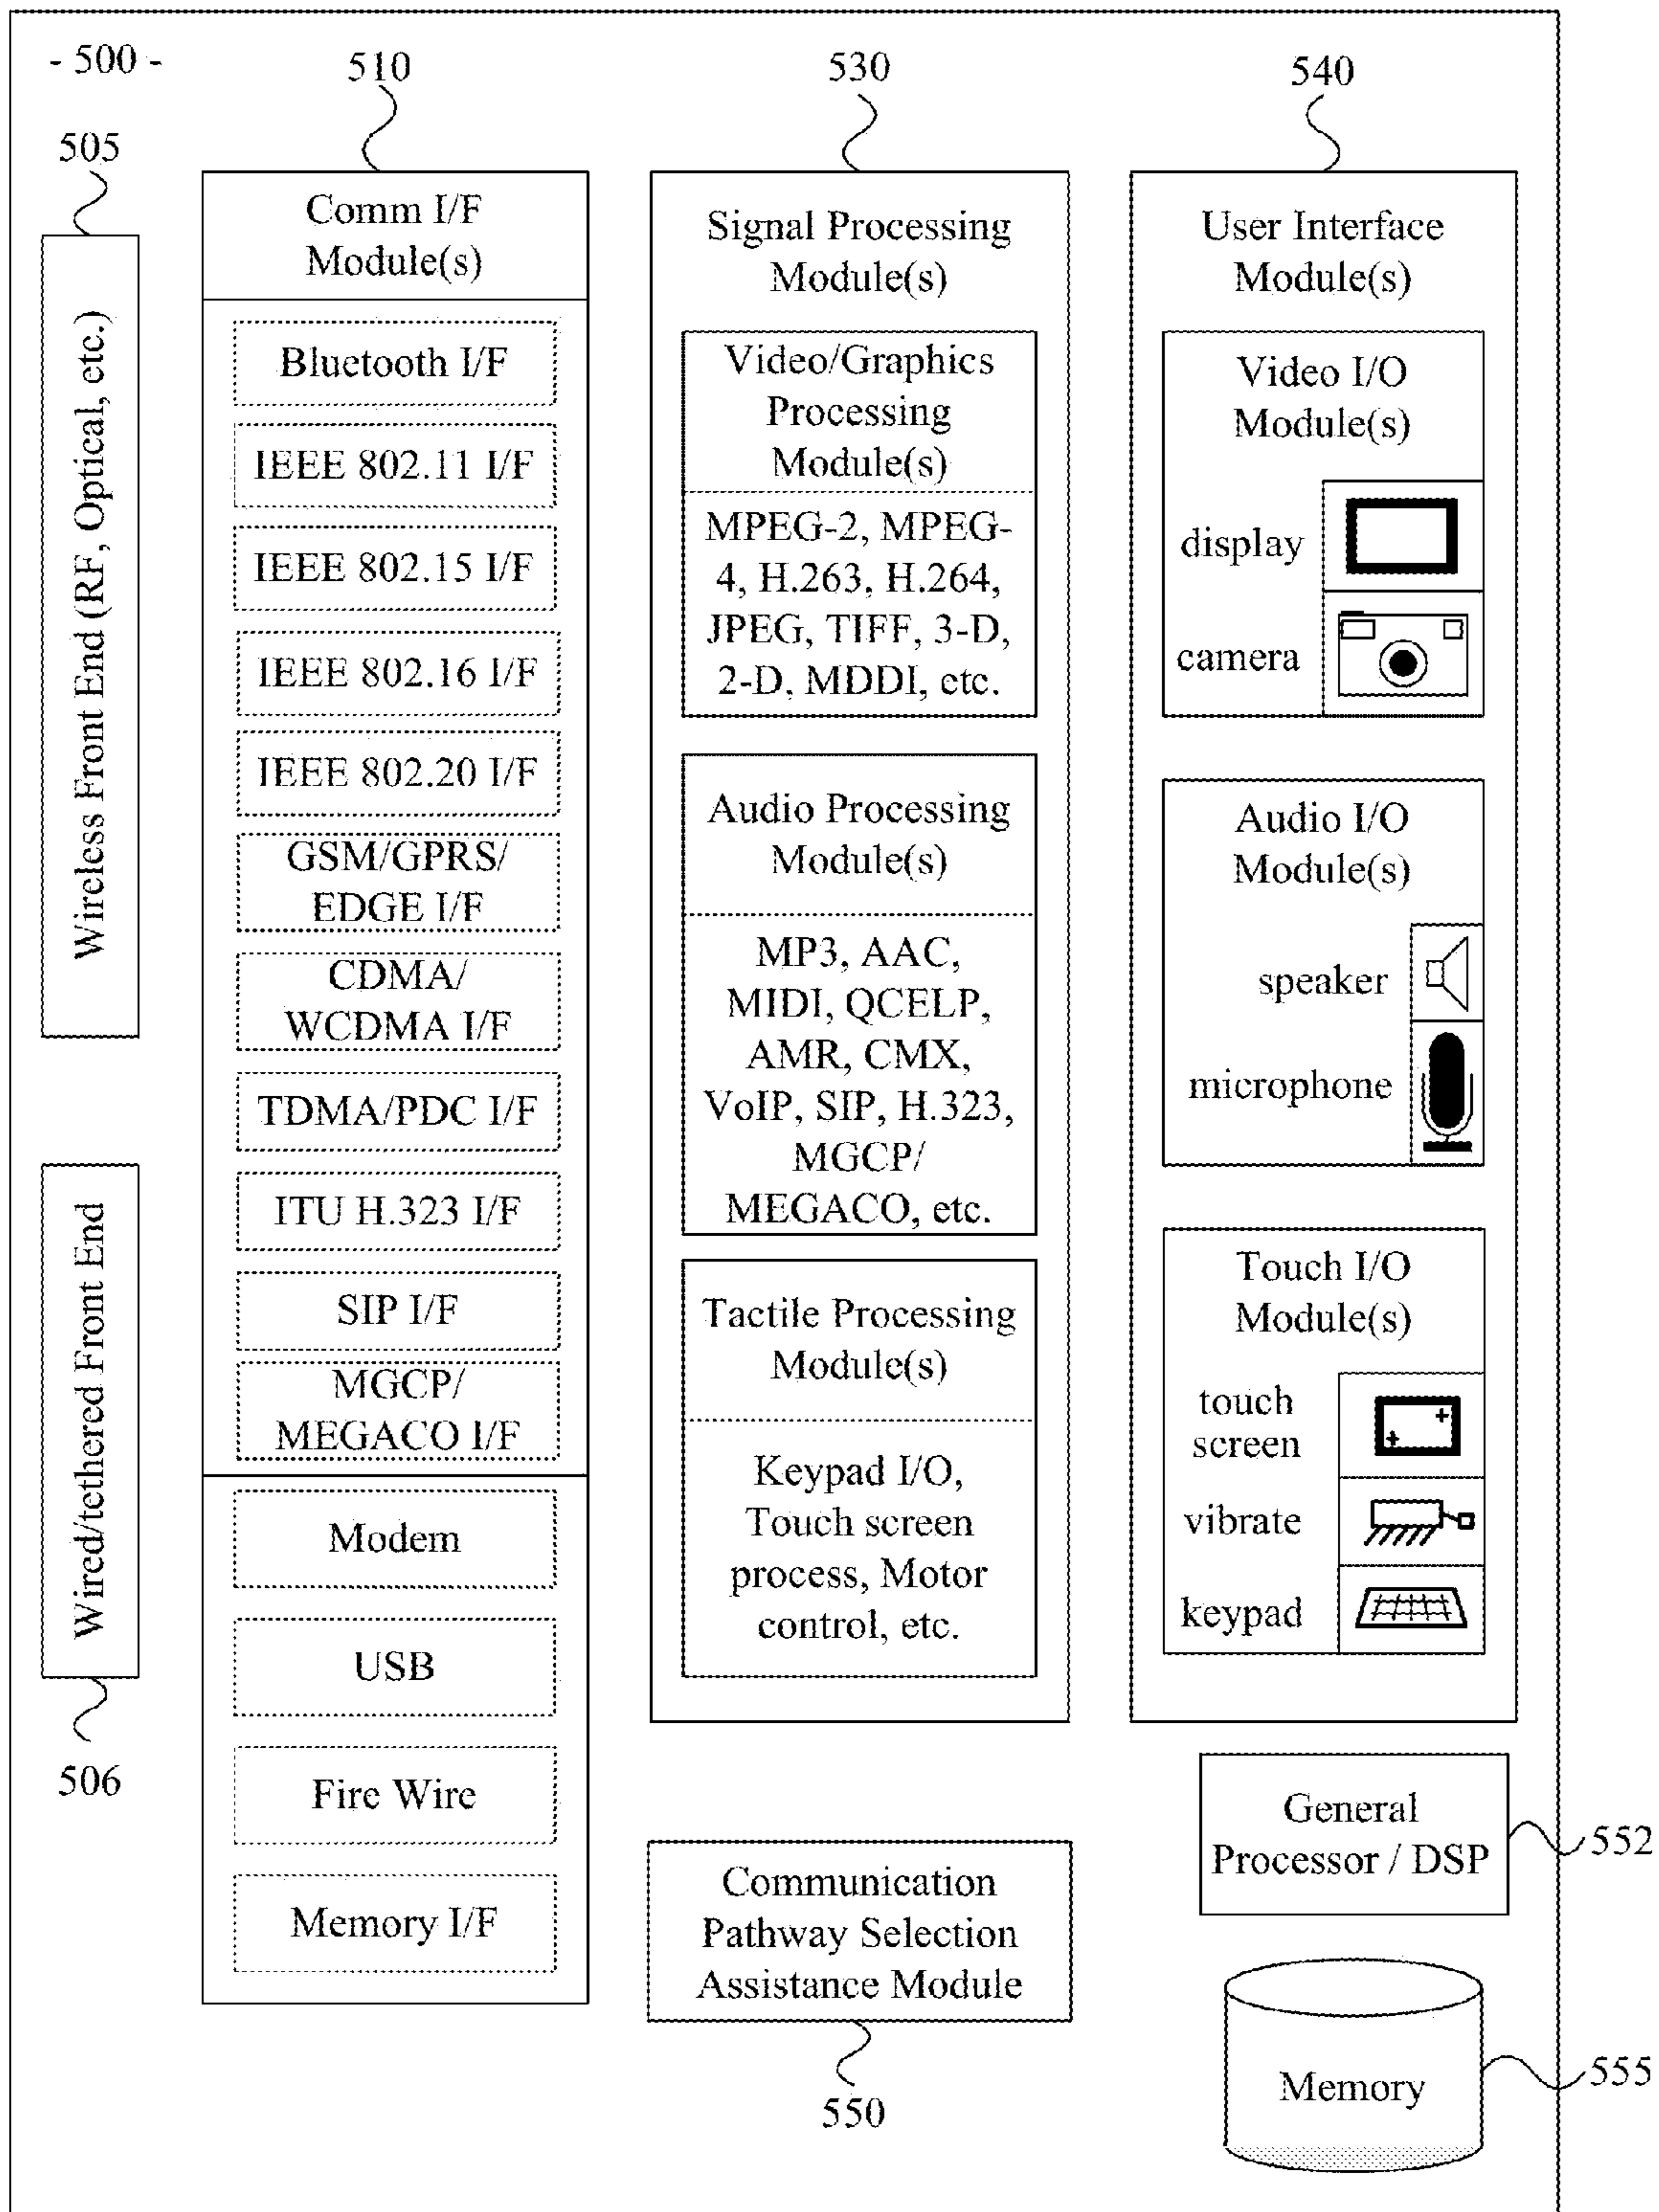 - 500 -
510
530
540
505
Wireless Front End (RF, Optical, etc.)
Wired/tethered Front End
506
Comm I/F
Module(s)
Bluetooth I/F
IEEE 802.11 I/F
IEEE 802.15 I/F
IEEE 802.16 I/F
IEEE 802.20 I/F
GSM/GPRS/
EDGE I/F
CDMA/
WCDMA I/F
TDMA/PDC I/F
ITU H.323 I/F
SIP I/F
MGCP/
MEGACO I/F
Modem
USB
Fire Wire
Memory I/F
Signal Processing
Module(s)
Video/Graphics
Processing
Module(s)
MPEG-2, MPEG-
4, H.263, H.264,
JPEG, TIFF, 3-D,
2-D, MDDI, etc.
Audio Processing
Module(s)
MP3, AAC,
MIDI, QCELP,
AMR, CMX,
VoIP, SIP, H.323,
MGCP/
MEGACO, etc.
Tactile Processing
Module(s)
Keypad I/O,
Touch screen
process, Motor
control, etc.
Communication
Pathway Selection
Assistance Module
550
User Interface
Module(s)
Video I/O
Module(s)
display
camera
Audio I/O
Module(s)
speaker
microphone
Touch I/O
Module(s)
touch
screen
vibrate
keypad
General
Processor / DSP
552
Memory
555